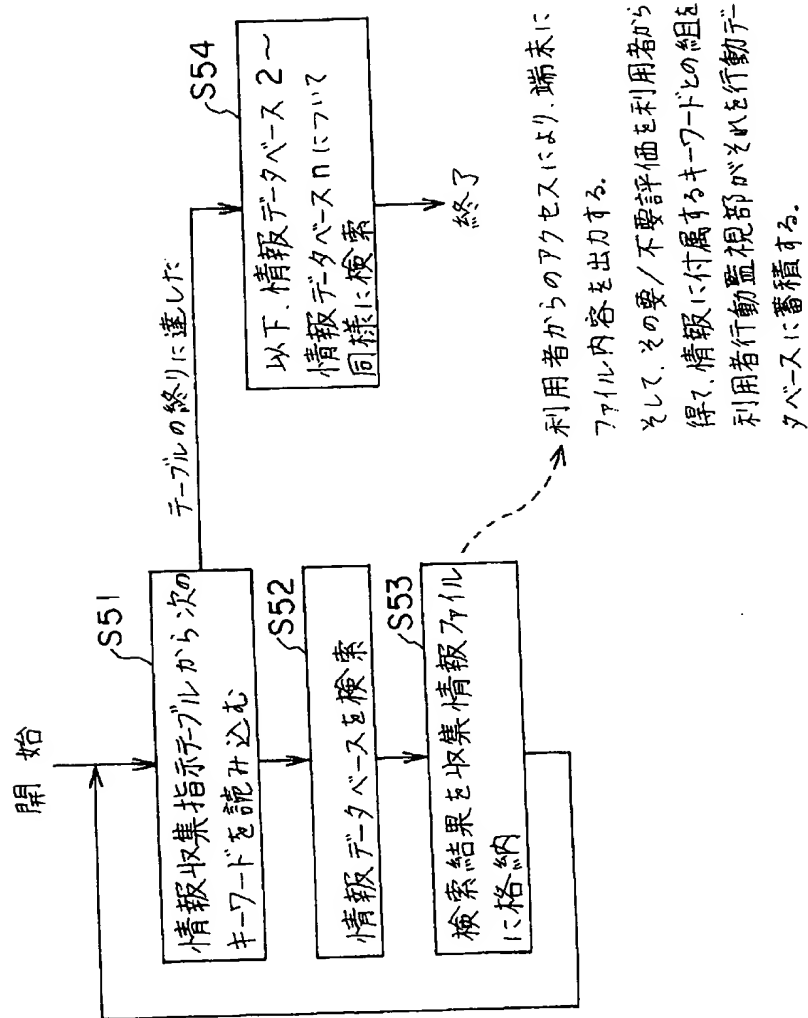 開始
S51
情報収集指示テーブルから次の
キーワードを読み込む
テーブルの終りに達した
S52
情報データベースを検索
S53
検索結果を収集情報ファイル
に格納
S54
以下、情報データベース2〜
情報データベースnについて
同様に検索
終了
利用者からのアクセスにより、端末に
ファイル内容を出力する。
そして、その要/不要評価を利用者から
得て、情報に付属するキーワードとの組を
利用者行動監視部がそれを行動デー
タベースに蓄積する。